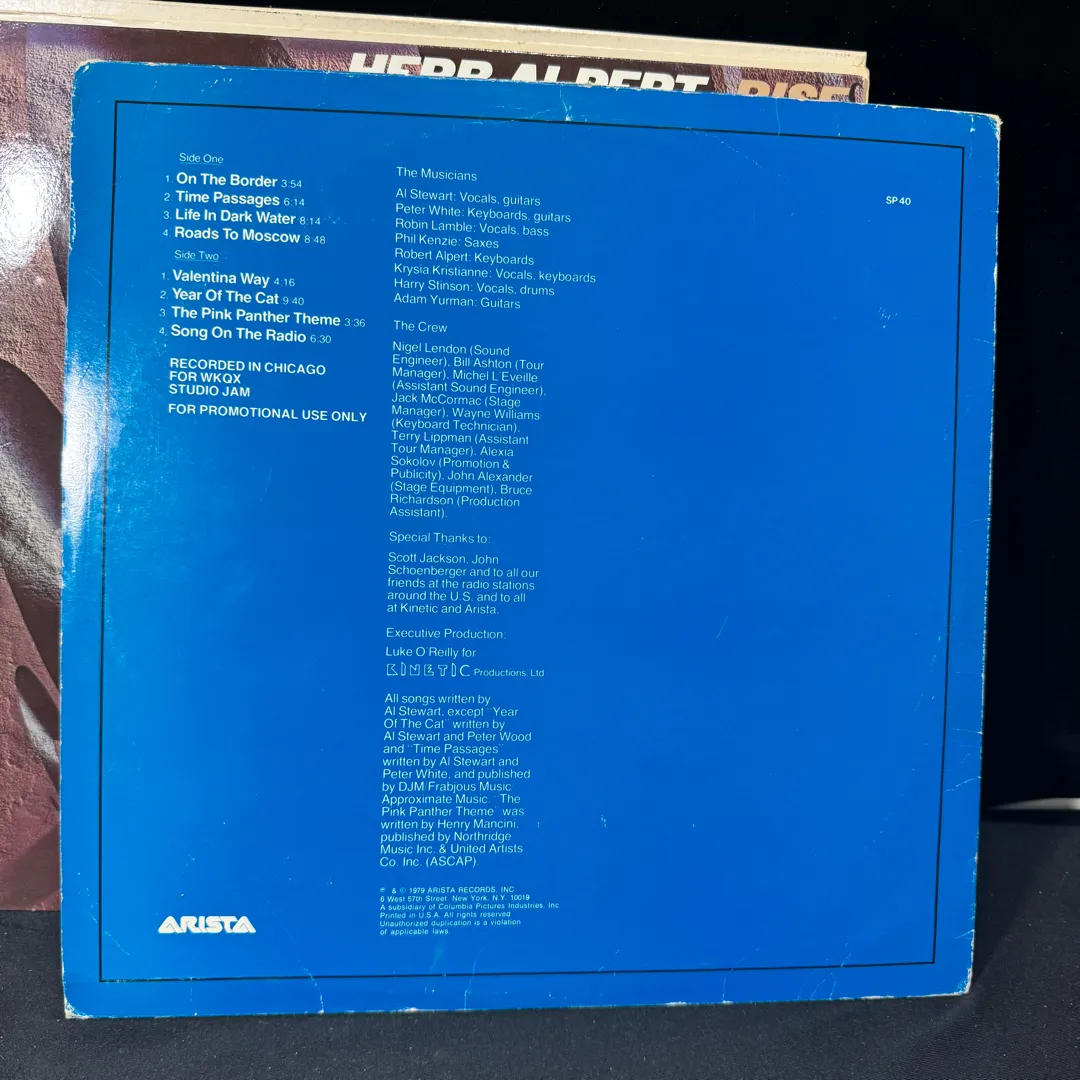 HERB ALPERT RISE
Side One
1. On The Border 3:54
2. Time Passages 6:14
3. Life In Dark Water 8:14
4. Roads To Moscow 8:48
Side Two
1. Valentina Way 4:16
2. Year Of The Cat 9:40
3 The Pink Panther Theme 3:36
4. Song On The Radio 6:30
RECORDED IN CHICAGO
FOR WKQX
STUDIO JAM
FOR PROMOTIONAL USE ONLY
The Musicians
Al Stewart: Vocals, guitars
Peter White: Keyboards, guitars
Robin Lamble: Vocals, bass
Phil Kenzie: Saxes
Robert Alpert: Keyboards
Krysia Kristianne: Vocals, keyboards
Harry Stinson: Vocals, drums
Adam Yurman: Guitars
The Crew
Nigel Lendon (Sound
Engineer), Bill Ashton (Tour
Manager), Michel L'Eveille
(Assistant Sound Engineer),
Jack McCormac (Stage
Manager), Wayne Williams
(Keyboard Technician),
Terry Lippman (Assistant
Tour Manager), Alexia
Sokolov (Promotion &
Publicity), John Alexander
(Stage Equipment), Bruce
Richardson (Production
Assistant).
Special Thanks to:
Scott Jackson, John
Schoenberger and to all our
friends at the radio stations
around the U.S. and to all
at Kinetic and Arista.
Executive Production:
Luke O'Reilly for
KINETIC Productions, Ltd
All songs written by
Al Stewart, except "Year
Of The Cat" written by
Al Stewart and Peter Wood
and "Time Passages"
written by Al Stewart and
Peter White, and published
by DJM/Frabjous Music/
Approximate Music. "The
Pink Panther Theme" was
written by Henry Mancini,
published by Northridge
Music Inc. & United Artists
Co. Inc. (ASCAP).
℗ & © 1979 ARISTA RECORDS, INC.
6 West 57th Street, New York, N.Y. 10019
A subsidiary of Columbia Pictures Industries, Inc
Printed in U.S.A. All rights reserved
Unauthorized duplication is a violation
of applicable laws.
ARISTA
SP 40